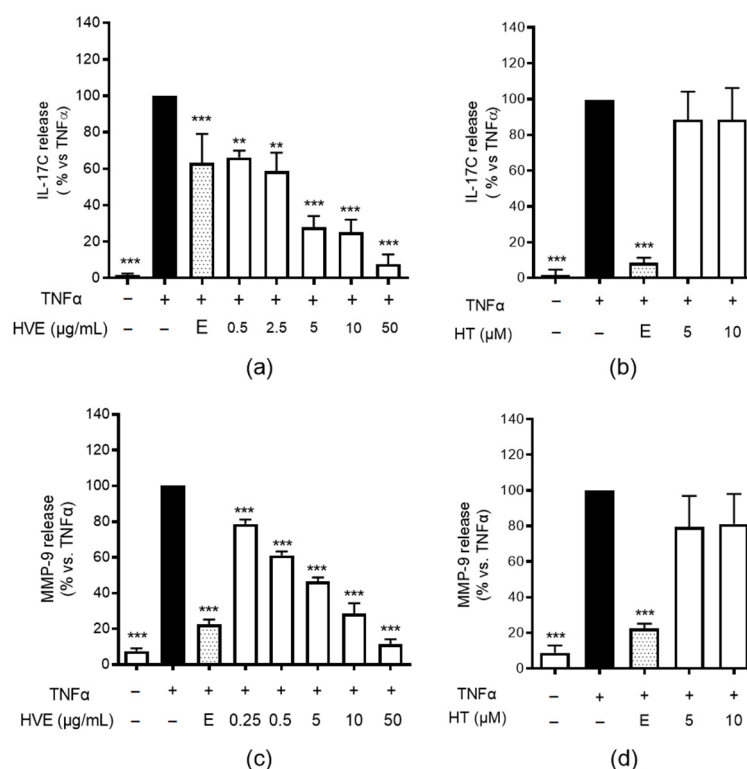 IL-17C release
( % vs TNFα)
140
120
100
80
60
40
20
0
***
***
**
**
***
***
***
TNFα – + + + + + + +
HVE (µg/mL) – – E 0.5 2.5 5 10 50
(a)
IL-17C release
( % vs TNFα)
140
120
100
80
60
40
20
0
***
***
TNFα – + + + +
HT (µM) – – E 5 10
(b)
MMP-9 release
(% vs. TNFα)
140
120
100
80
60
40
20
0
***
***
***
***
***
***
***
TNFα – + + + + + + +
HVE (µg/mL) – – E 0.25 0.5 5 10 50
(c)
MMP-9 release
(% vs. TNFα)
140
120
100
80
60
40
20
0
***
***
TNFα – + + + +
HT (µM) – – E 5 10
(d)